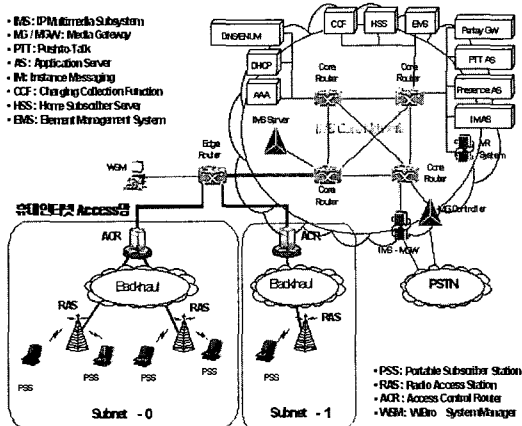 • IMS : IP Multimedia Subsystem
• MG / MGW : Media Gateway
• PTT : Push to Talk
• AS : Application Server
• IM : Instance Messaging
• CCF : Charging Collection Function
• HSS : Home Subscriber Server
• EMS : Element Management System
DNS/ENUM
DHCP
AAA
CCF
HSS
EMS
Parlay GW
PTT AS
Presence AS
IM AS
Core
Router
Core
Router
IMS Server
VR
System
Edge
Router
WSM
Core
Router
Core
Router
MG Controller
IMS - MGW
PSTN
휴대인터넷 Access망
ACR
Backhaul
RAS
RAS
PSS
PSS
PSS
PSS
Subnet - 0
ACR
Backhaul
RAS
PSS
PSS
Subnet - 1
• PSS : Portable Subscriber Station
• RAS : Radio Access Station
• ACR : Access Control Router
• WSM : WiBro System Manager